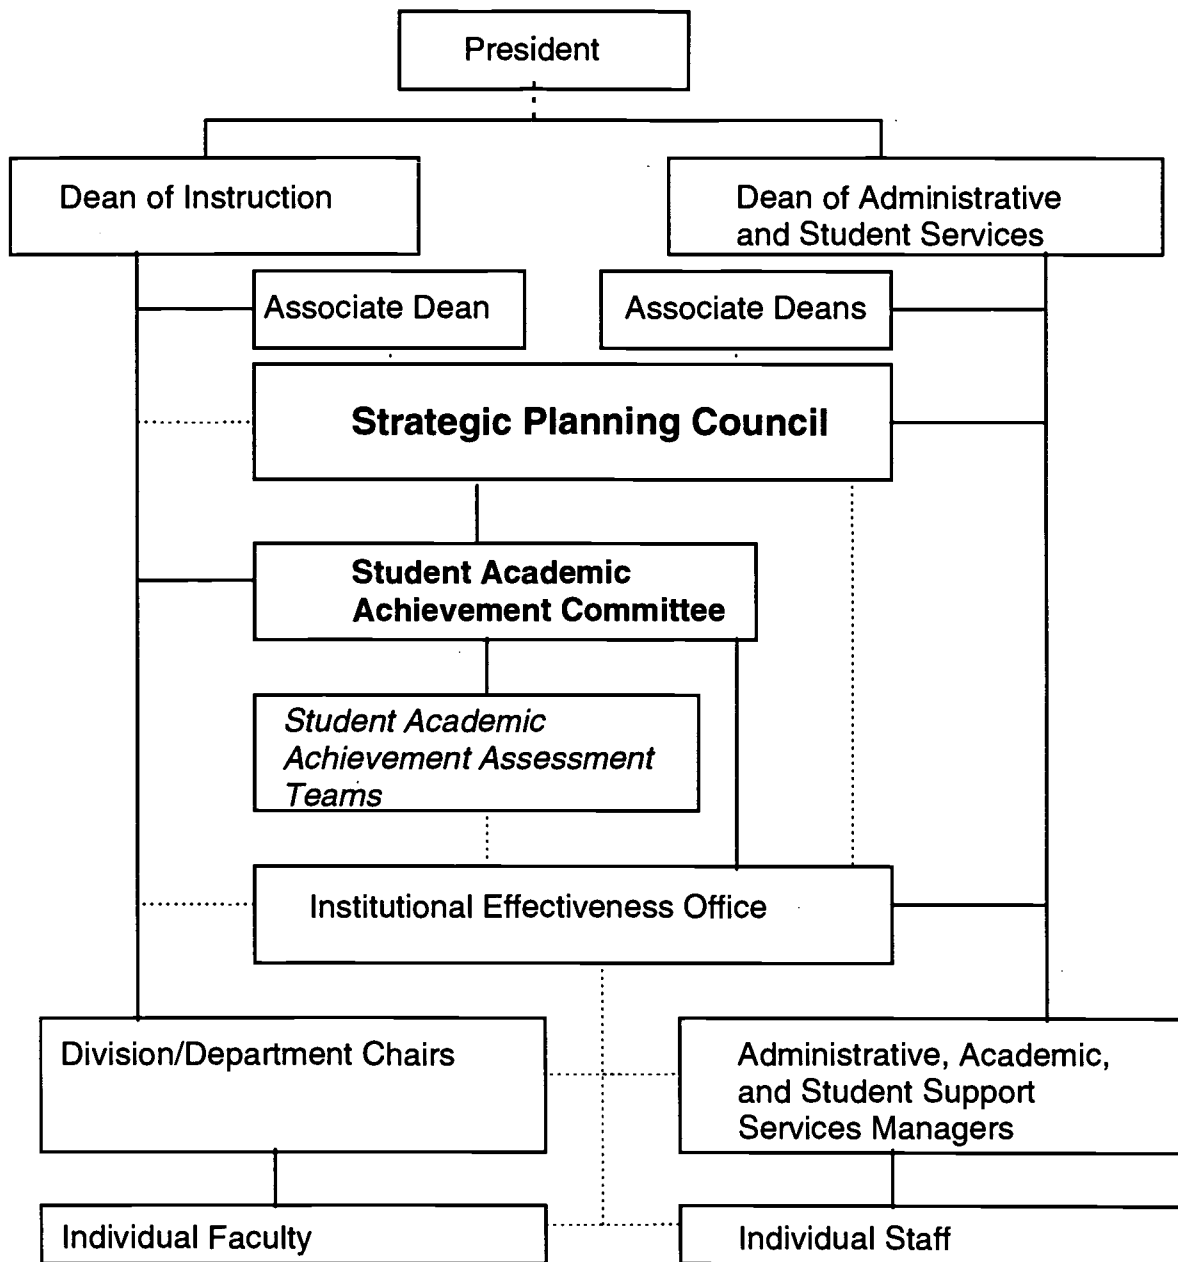 President
Dean of Instruction
Dean of Administrative
and Student Services
Associate Dean
Associate Deans
Strategic Planning Council
Student Academic
Achievement Committee
Student Academic
Achievement Assessment
Teams
Institutional Effectiveness Office
Division/Department Chairs
Administrative, Academic,
and Student Support
Services Managers
Individual Faculty
Individual Staff